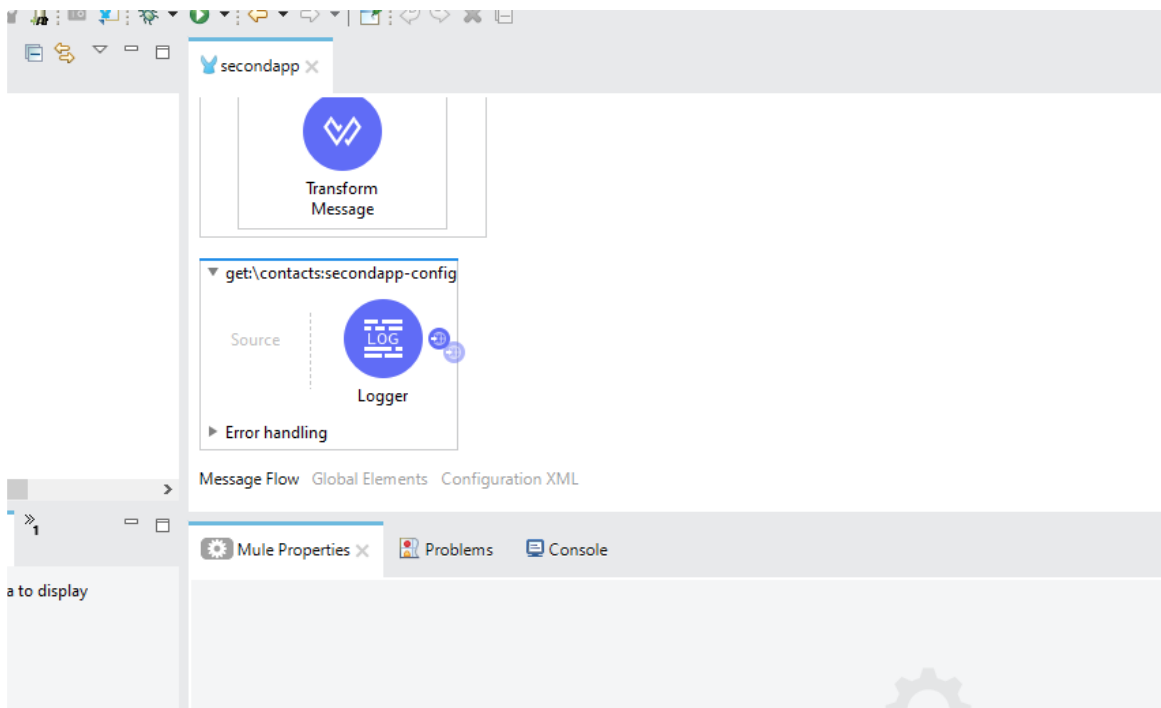 secondapp
Transform
Message
get:\contacts:secondapp-config
Source
LOG
Logger
Error handling
Message Flow Global Elements Configuration XML
1
Mule Properties Problems Console
a to display